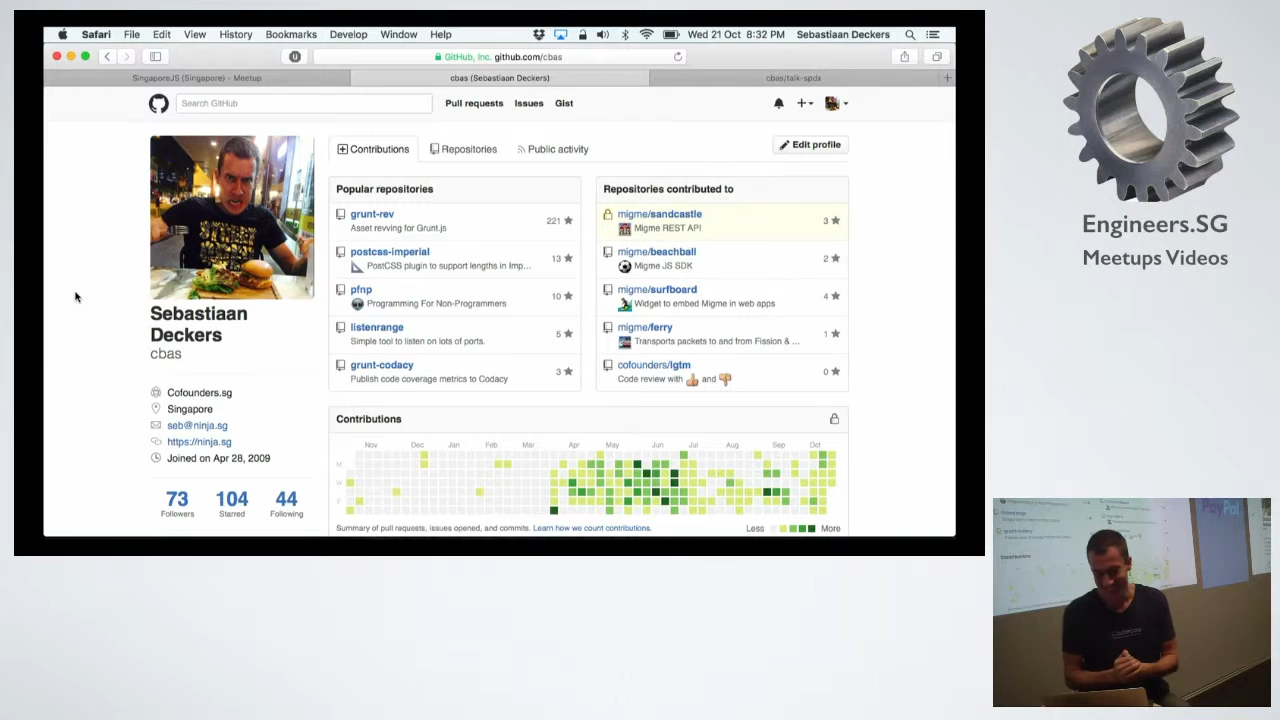 Safari File Edit View History Bookmarks Develop Window Help Wed 21 Oct 8:32 PM Sebastiaan Deckers
GitHub, Inc. github.com/cbas
SingaporeJS (Singapore) - Meetup
cbas (Sebastiaan Deckers)
cbas/talk-spdx
Search GitHub
Pull requests Issues Gist
Contributions
Repositories
Public activity
Edit profile
Sebastiaan
Deckers
cbas
Cofounders.sg
Singapore
seb@ninja.sg
https://ninja.sg
Joined on Apr 28, 2009
73 104 44
Followers Starred Following
Popular repositories
grunt-rev
Asset revving for Grunt.js
221
postcss-imperial
PostCSS plugin to support lengths in Imp...
13
pfnp
Programming For Non-Programmers
10
listenrange
Simple tool to listen on lots of ports.
5
grunt-codacy
Publish code coverage metrics to Codacy
3
Repositories contributed to
migme/sandcastle
Migme REST API
3
migme/beachball
Migme JS SDK
2
migme/surfboard
Widget to embed Migme in web apps
4
migme/ferry
Transports packets to and from Fission & ...
1
cofounders/lgtm
Code review with 👍 and 👎
0
Contributions
Nov Dec Jan Feb Mar Apr May Jun Jul Aug Sep Oct
M
W
F
Summary of pull requests, issues opened, and commits. Learn how we count contributions.
Less More
Engineers.SG
Meetups Videos
PayPal
Contributions